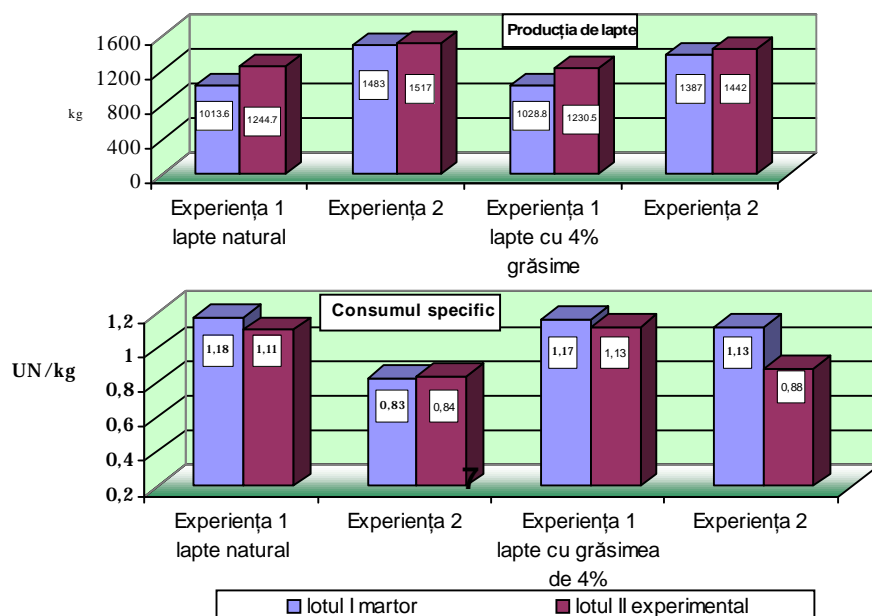 Producția de lapte
1600
1200
800
400
0
kg
1013.6
1244.7
1483
1517
1028.8
1230.5
1387
1442
Experiența 1
lapte natural
Experiența 2
Experiența 1
lapte cu 4%
grăsime
Experiența 2
Consumul specific
1,2
1
0,8
0,6
0,4
0,2
UN/kg
1,18
1,11
0,83
0,84
1,17
1,13
1,13
0,88
7
Experiența 1
lapte natural
Experiența 2
Experiența 1
lapte cu grăsimea
de 4%
Experiența 2
lotul I martor
lotul II experimental